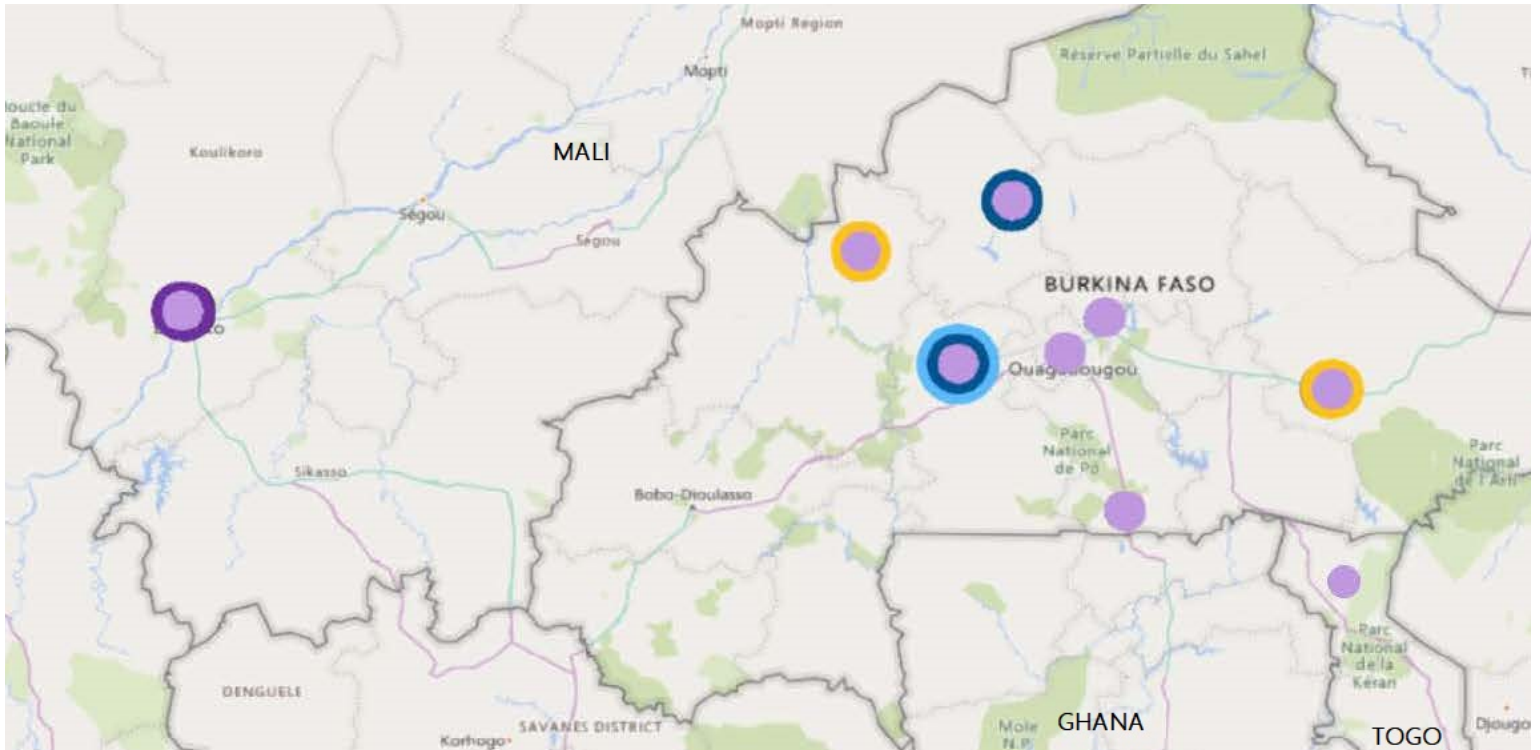 Mopti Region
Réserve Partielle du Sahel
Mopti
Boucle du
Baoule
National
Park
Koulikoro
MALI
Ségou
Ségou
BURKINA FASO
Ouagadougou
Sikasso
Parc
National
de Pô
Parc
National
de l'Arli
Bobo-Dioulasso
Parc
National
de la
Kéran
DENGUELE
SAVANES DISTRICT
Korhogo
Mole
N.P.
GHANA
TOGO
Djougo